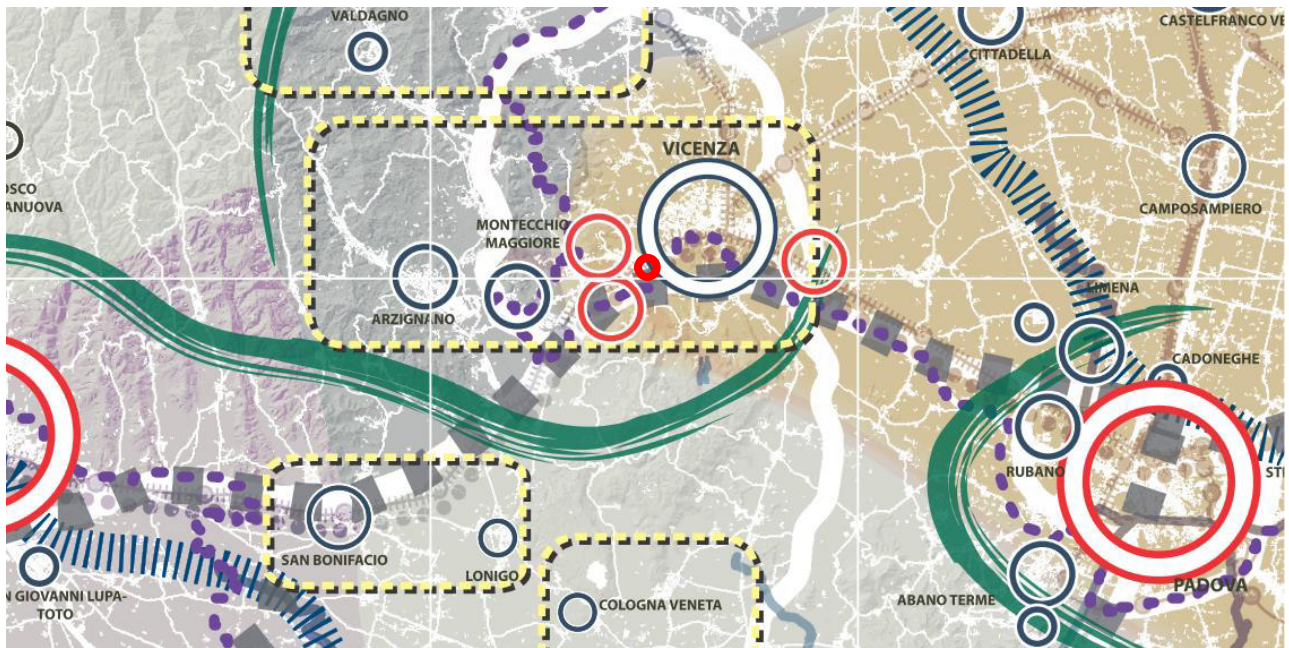 VALDAGNO
CITTADELLA
CASTELFRANCO VE
VICENZA
OSCO
ANUOVA
MONTECCHIO
MAGGIORE
CAMPOSAMPIERO
ARZIGNANO
LIMENA
CADONEGHE
RUBANO
STI
SAN BONIFACIO
LONIGO
N GIOVANNI LUPA-
TOTO
COLOGNA VENETA
ABANO TERME
PADOVA